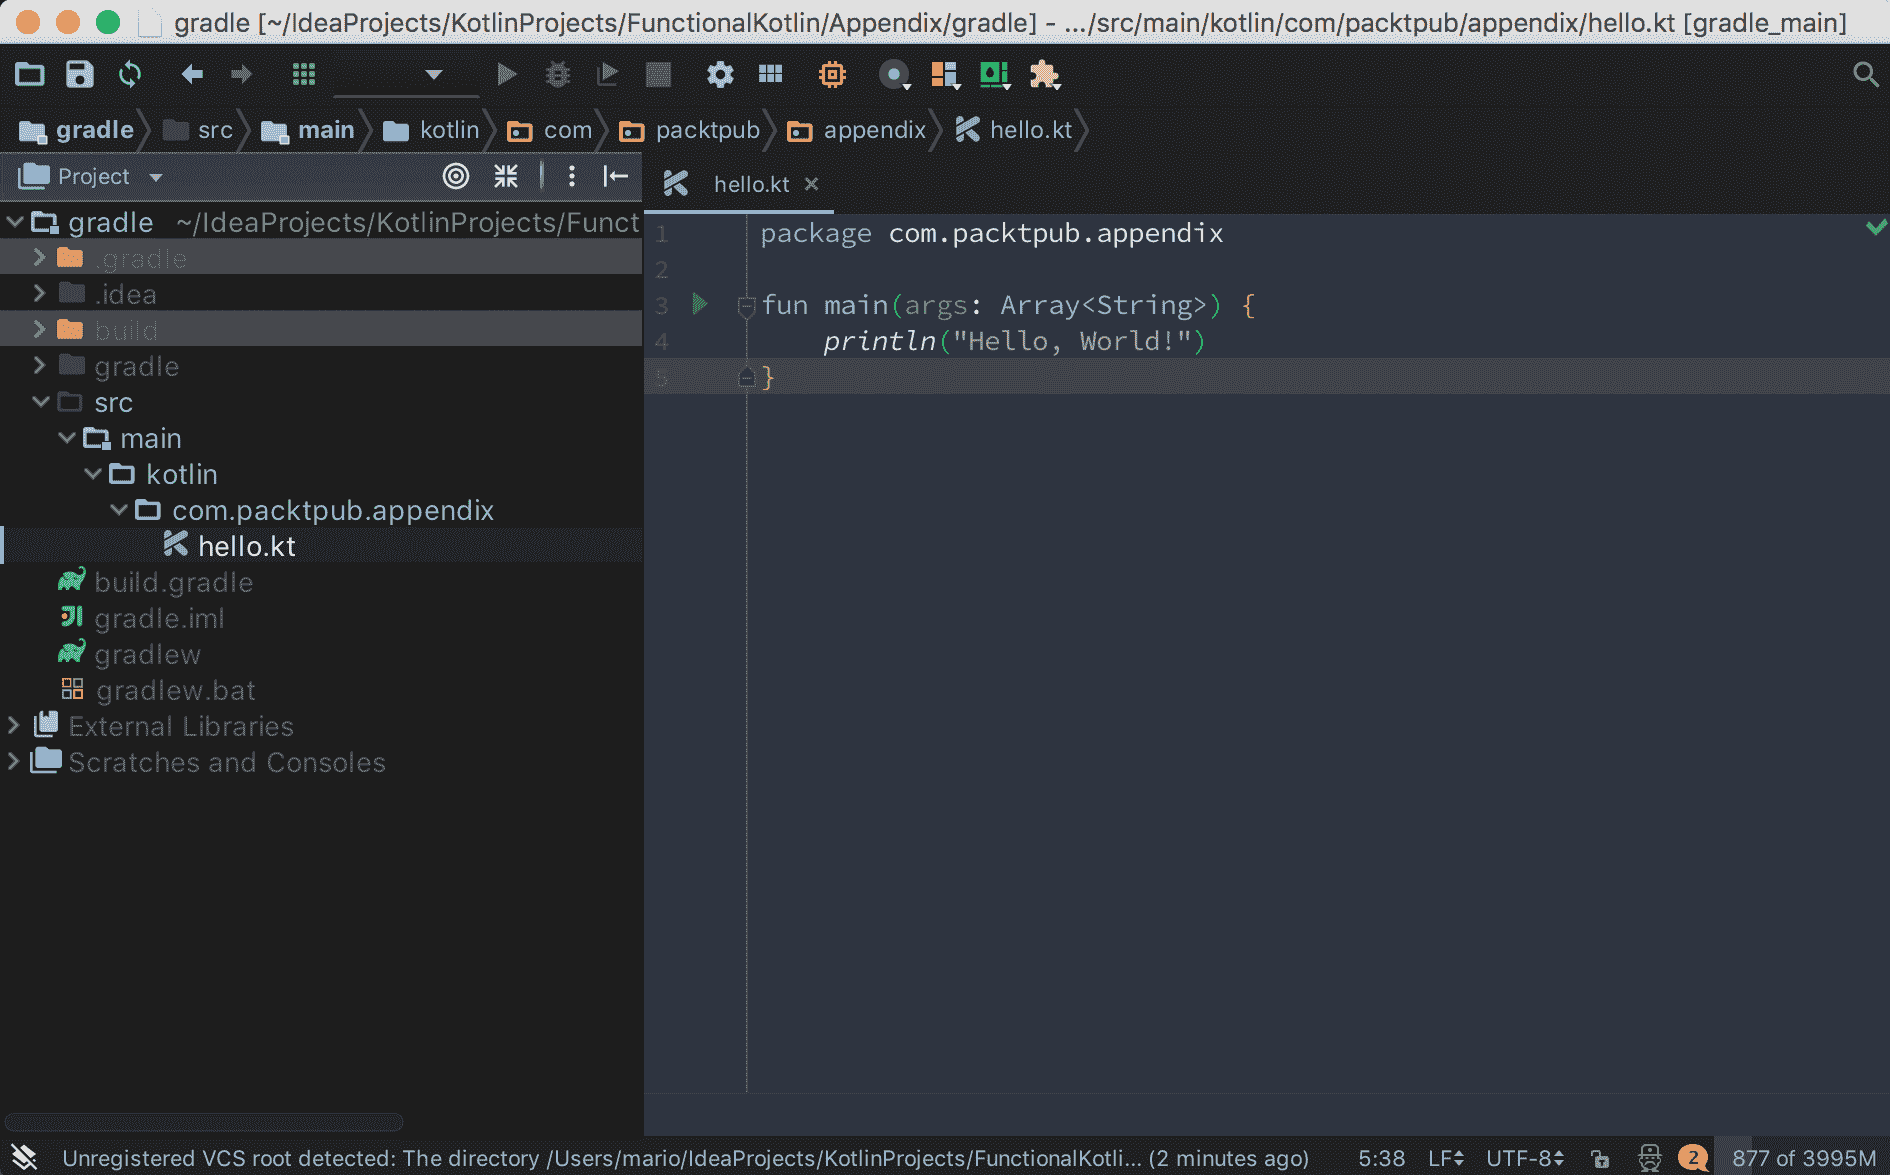 gradle [~/IdeaProjects/KotlinProjects/FunctionalKotlin/Appendix/gradle] - .../src/main/kotlin/com/packtpub/appendix/hello.kt [gradle_main]
gradle src main kotlin com packtpub appendix hello.kt
Project
gradle ~/IdeaProjects/KotlinProjects/Funct
.gradle
.idea
build
gradle
src
main
kotlin
com.packtpub.appendix
hello.kt
build.gradle
gradle.iml
gradlew
gradlew.bat
External Libraries
Scratches and Consoles
hello.kt
1 package com.packtpub.appendix
2
3 fun main(args: Array<String>) {
4 println("Hello, World!")
5 }
Unregistered VCS root detected: The directory /Users/mario/IdeaProjects/KotlinProjects/FunctionalKotli... (2 minutes ago) 5:38 LF UTF-8 2 877 of 3995M